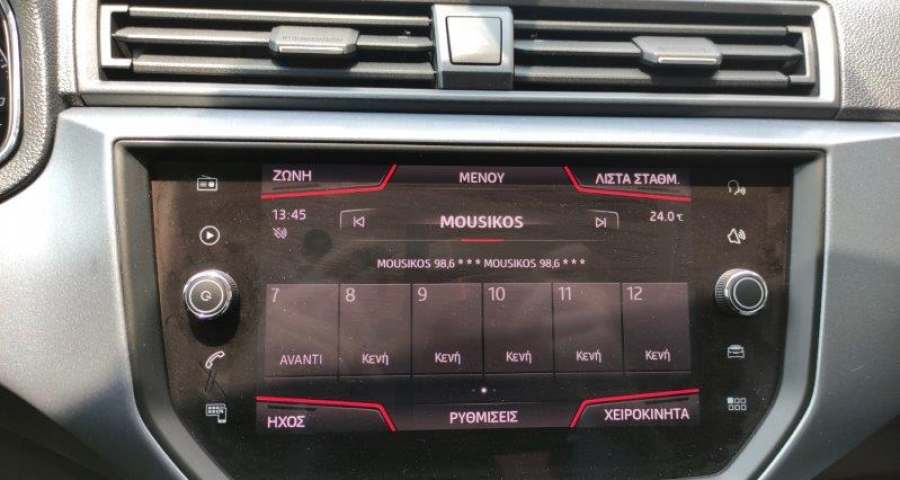 ΖΩΝΗ ΜΕΝΟΥ ΛΙΣΤΑ ΣΤΑΘΜ.
13:45 MOUSIKOS 24.0 °C
MOUSIKOS 98,6 * * * MOUSIKOS 98,6 * * *
7 8 9 10 11 12
AVANTI Κενή Κενή Κενή Κενή Κενή
ΗΧΟΣ ΡΥΘΜΙΣΕΙΣ ΧΕΙΡΟΚΙΝΗΤΑ